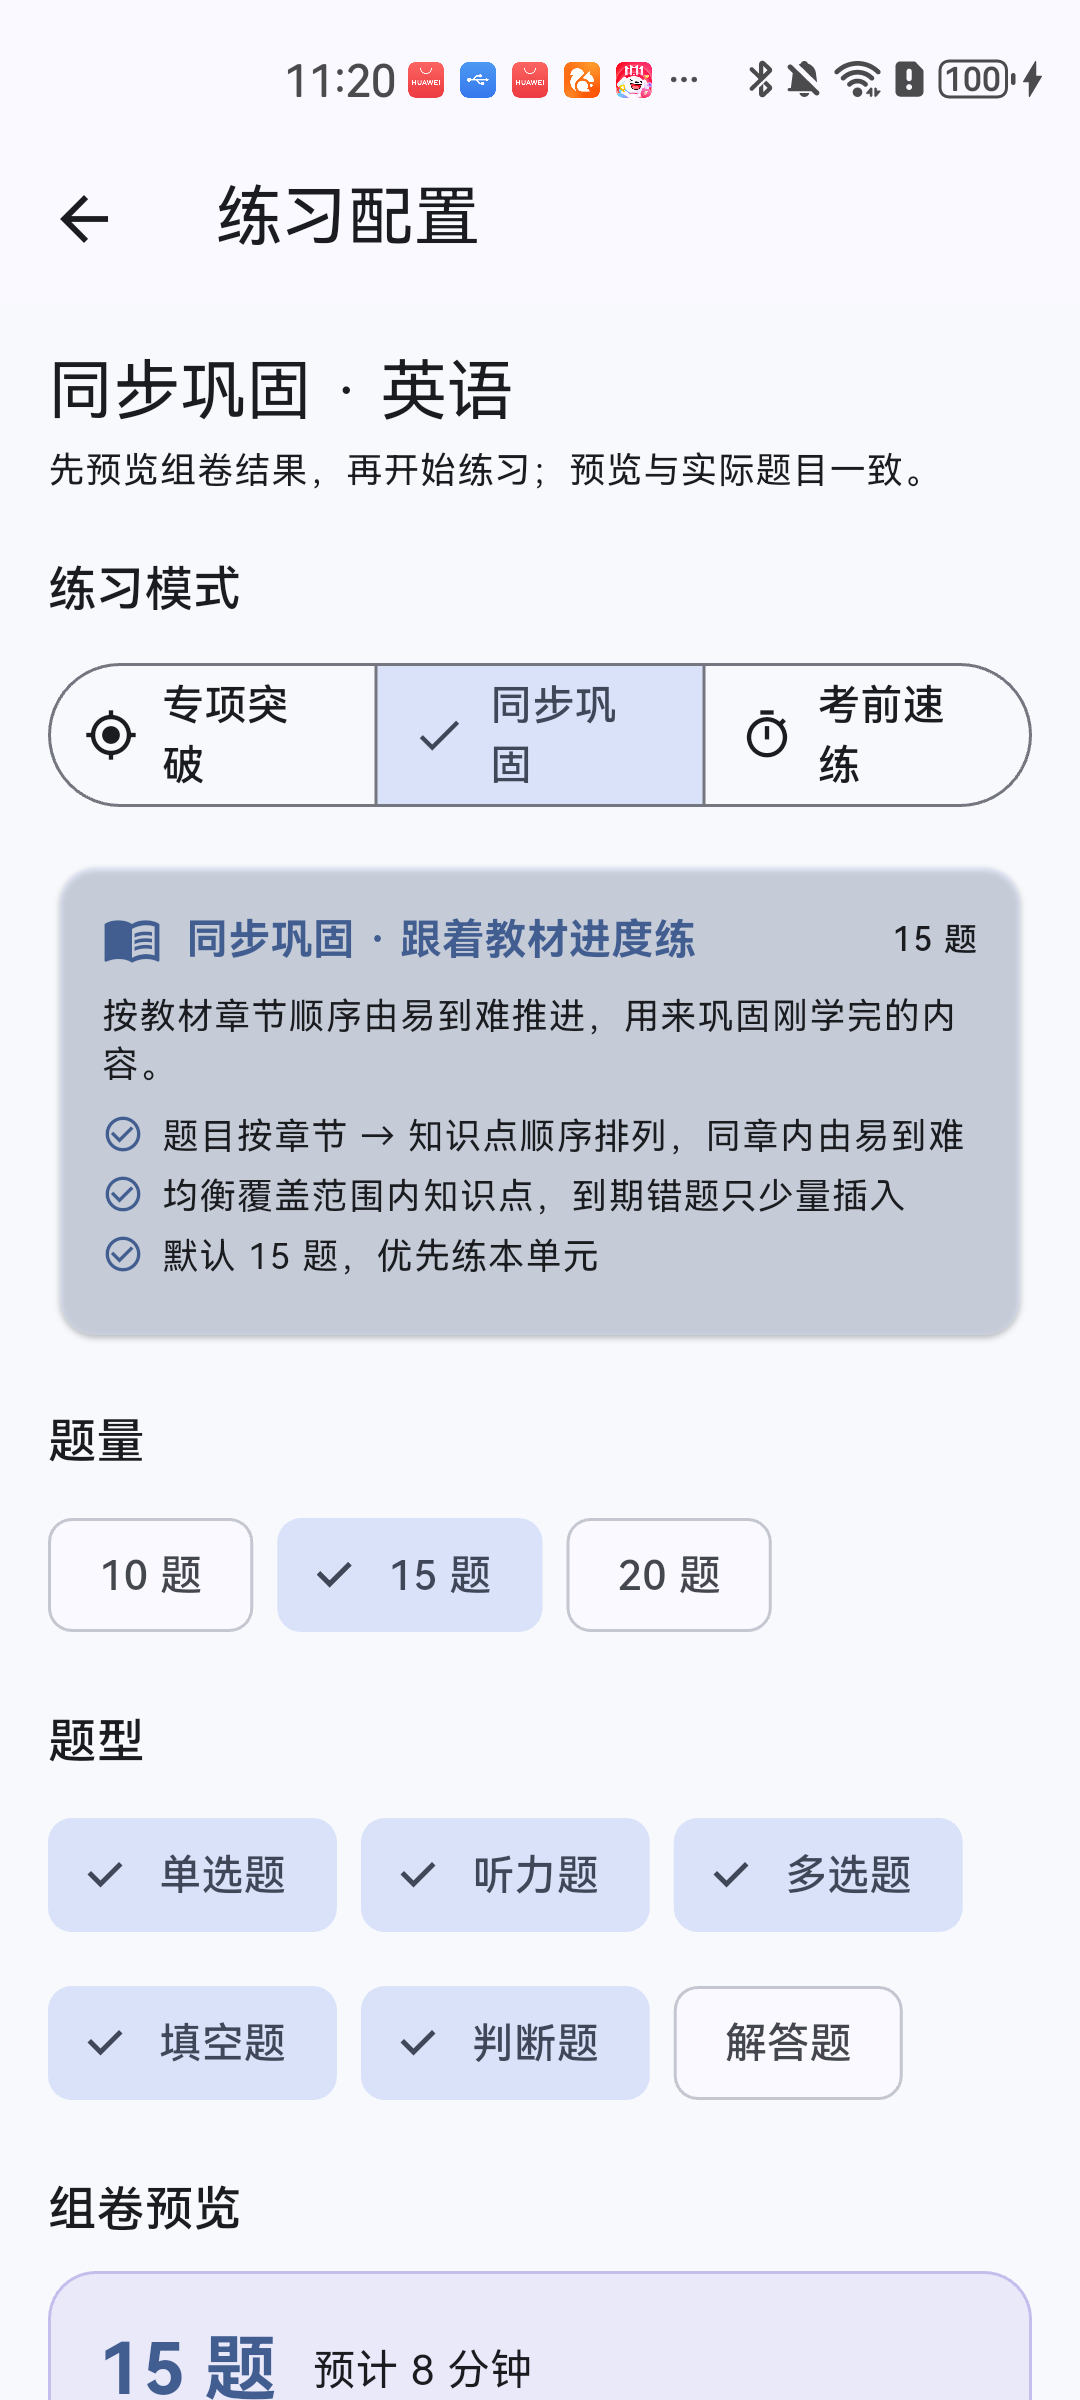 11:20
HUAWEI
HUAWEI
11.11
100
练习配置
同步巩固 · 英语
先预览组卷结果，再开始练习；预览与实际题目一致。
练习模式
专项突破
同步巩固
考前速练
同步巩固 · 跟着教材进度练
15 题
按教材章节顺序由易到难推进，用来巩固刚学完的内
容。
题目按章节 → 知识点顺序排列，同章内由易到难
均衡覆盖范围内知识点，到期错题只少量插入
默认 15 题，优先练本单元
题量
10 题
15 题
20 题
题型
单选题
听力题
多选题
填空题
判断题
解答题
组卷预览
15 题 预计 8 分钟